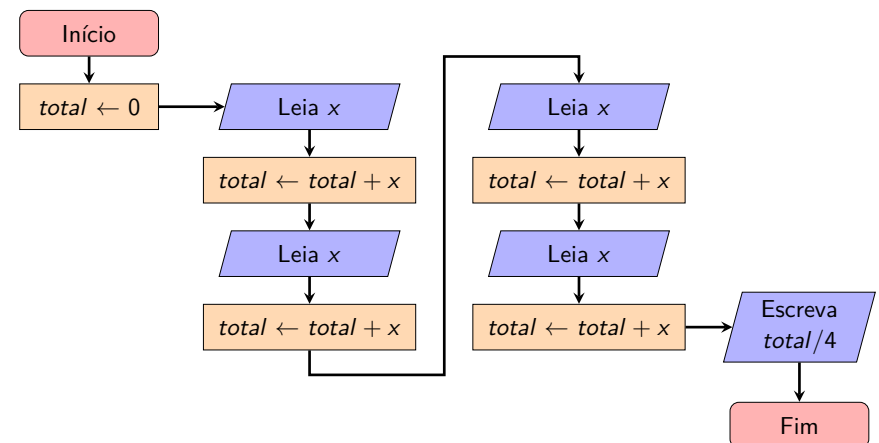 Início
total ← 0
Leia x
total ← total + x
Leia x
total ← total + x
Leia x
total ← total + x
Leia x
total ← total + x
Escreva
total/4
Fim